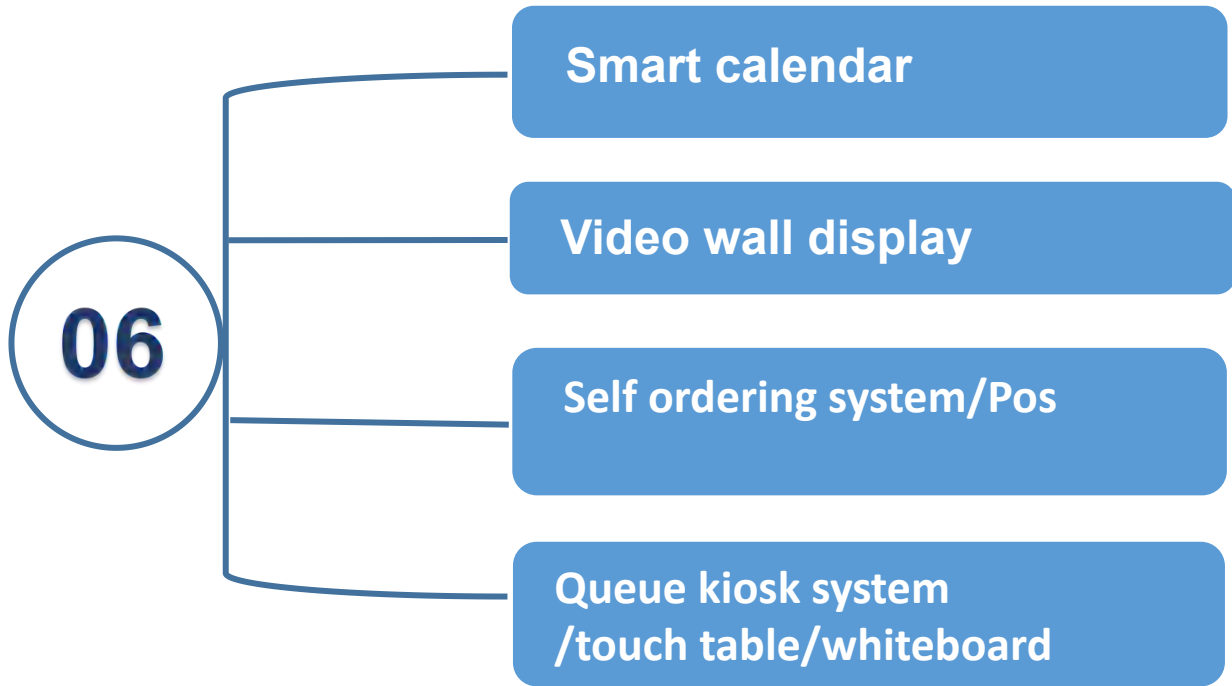 Smart calendar
Video wall display
06
Self ordering system/Pos
Queue kiosk system
/touch table/whiteboard